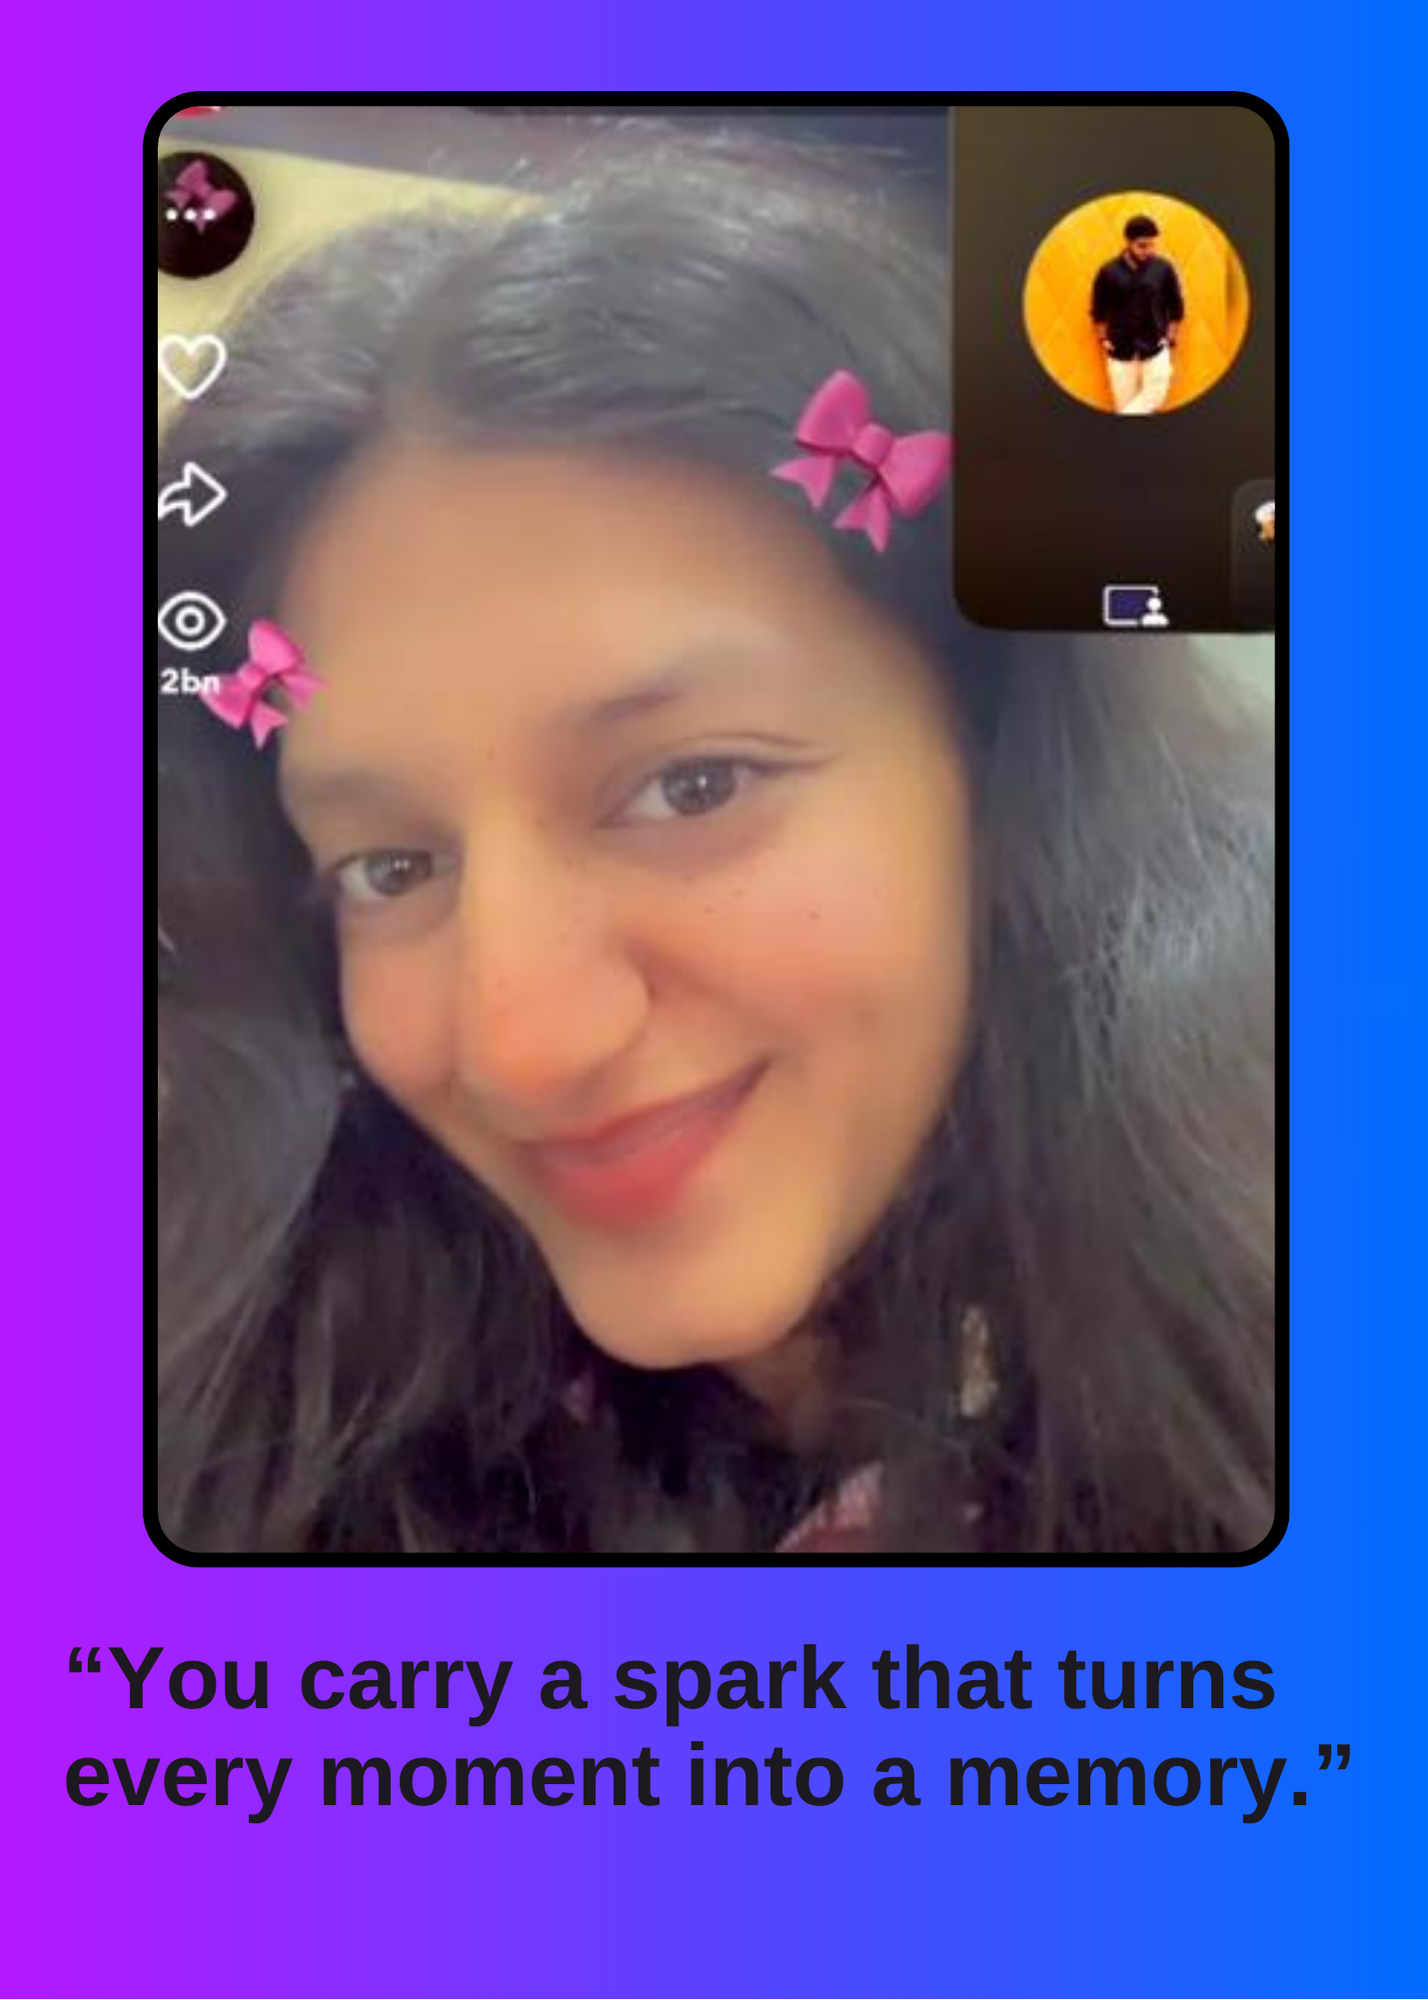 2bn
“You carry a spark that turns
every moment into a memory.”